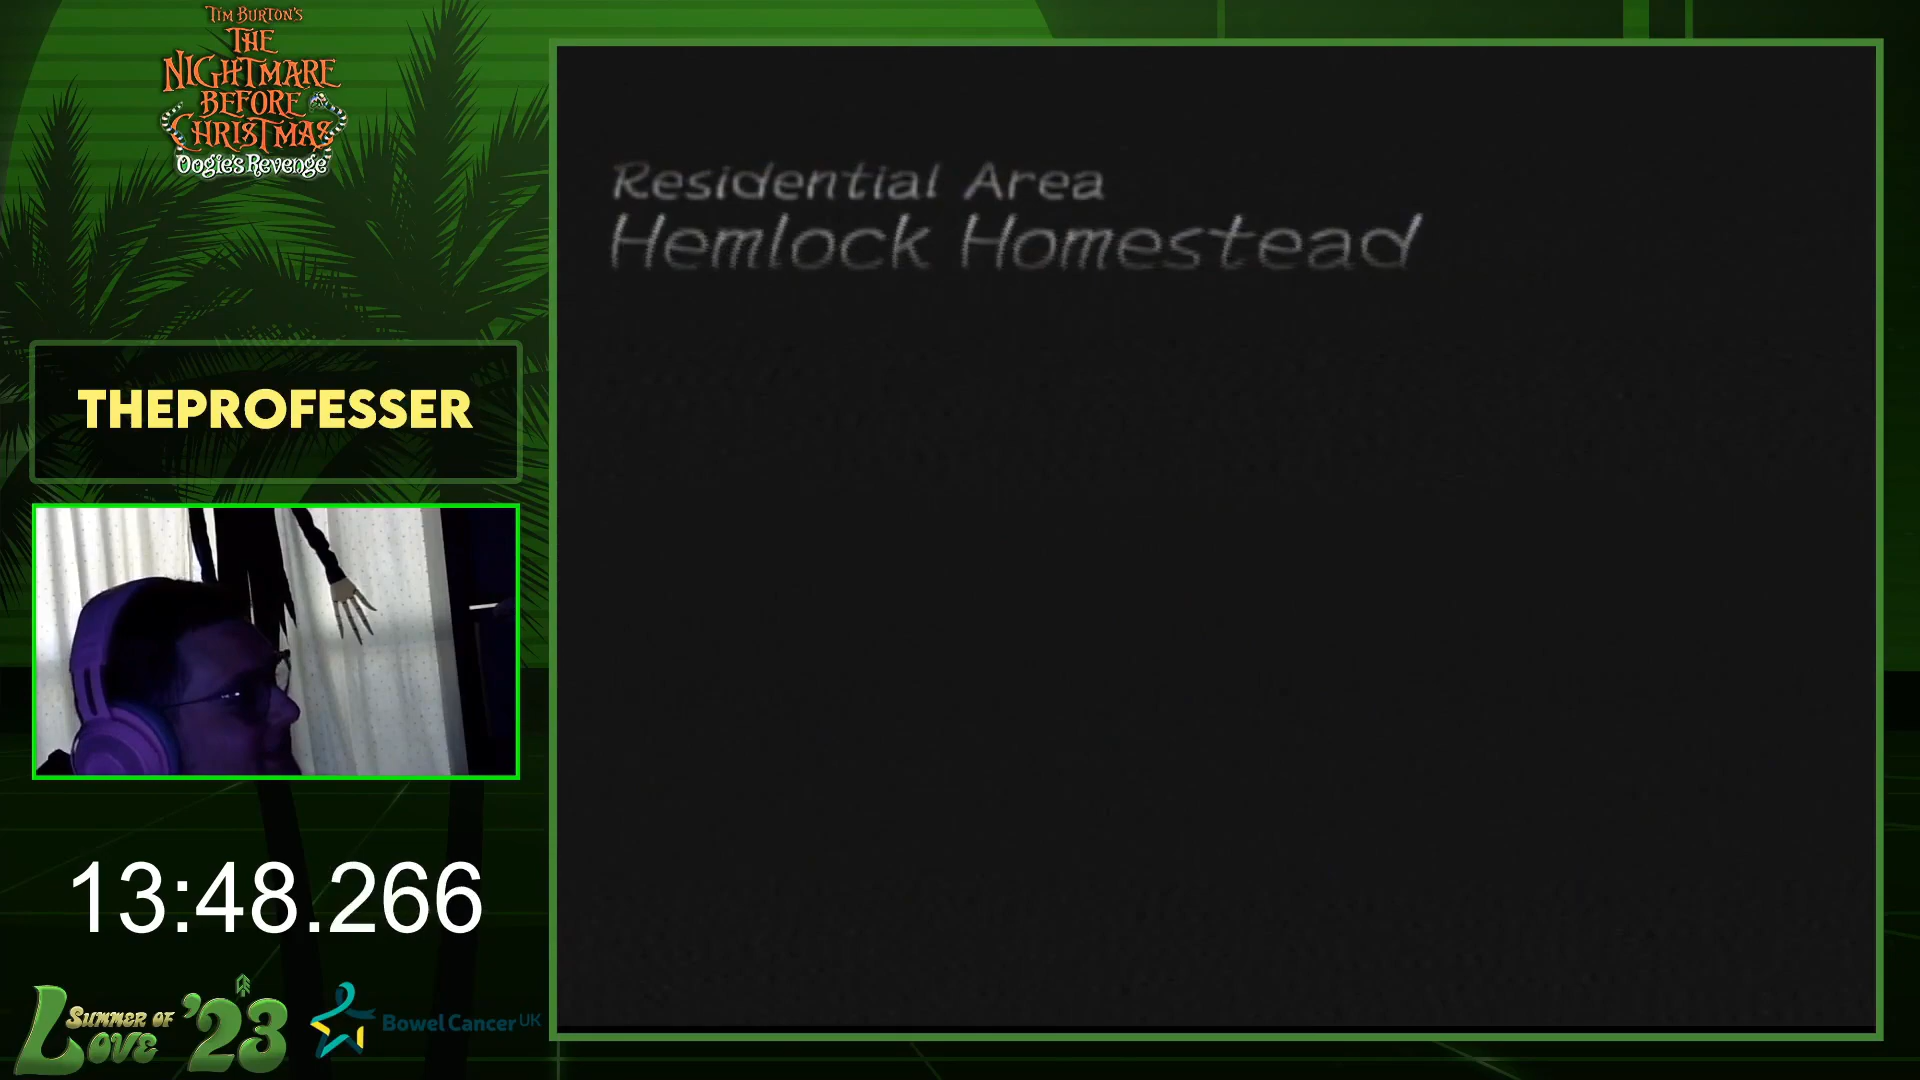 TIM BURTON'S
THE
NIGHTMARE
BEFORE
CHRISTMAS
Oogie's Revenge
Residential Area
Hemlock Homestead
THEPROFESSER
13:48.266
SUMMER OF
LOVE '23
Bowel Cancer UK